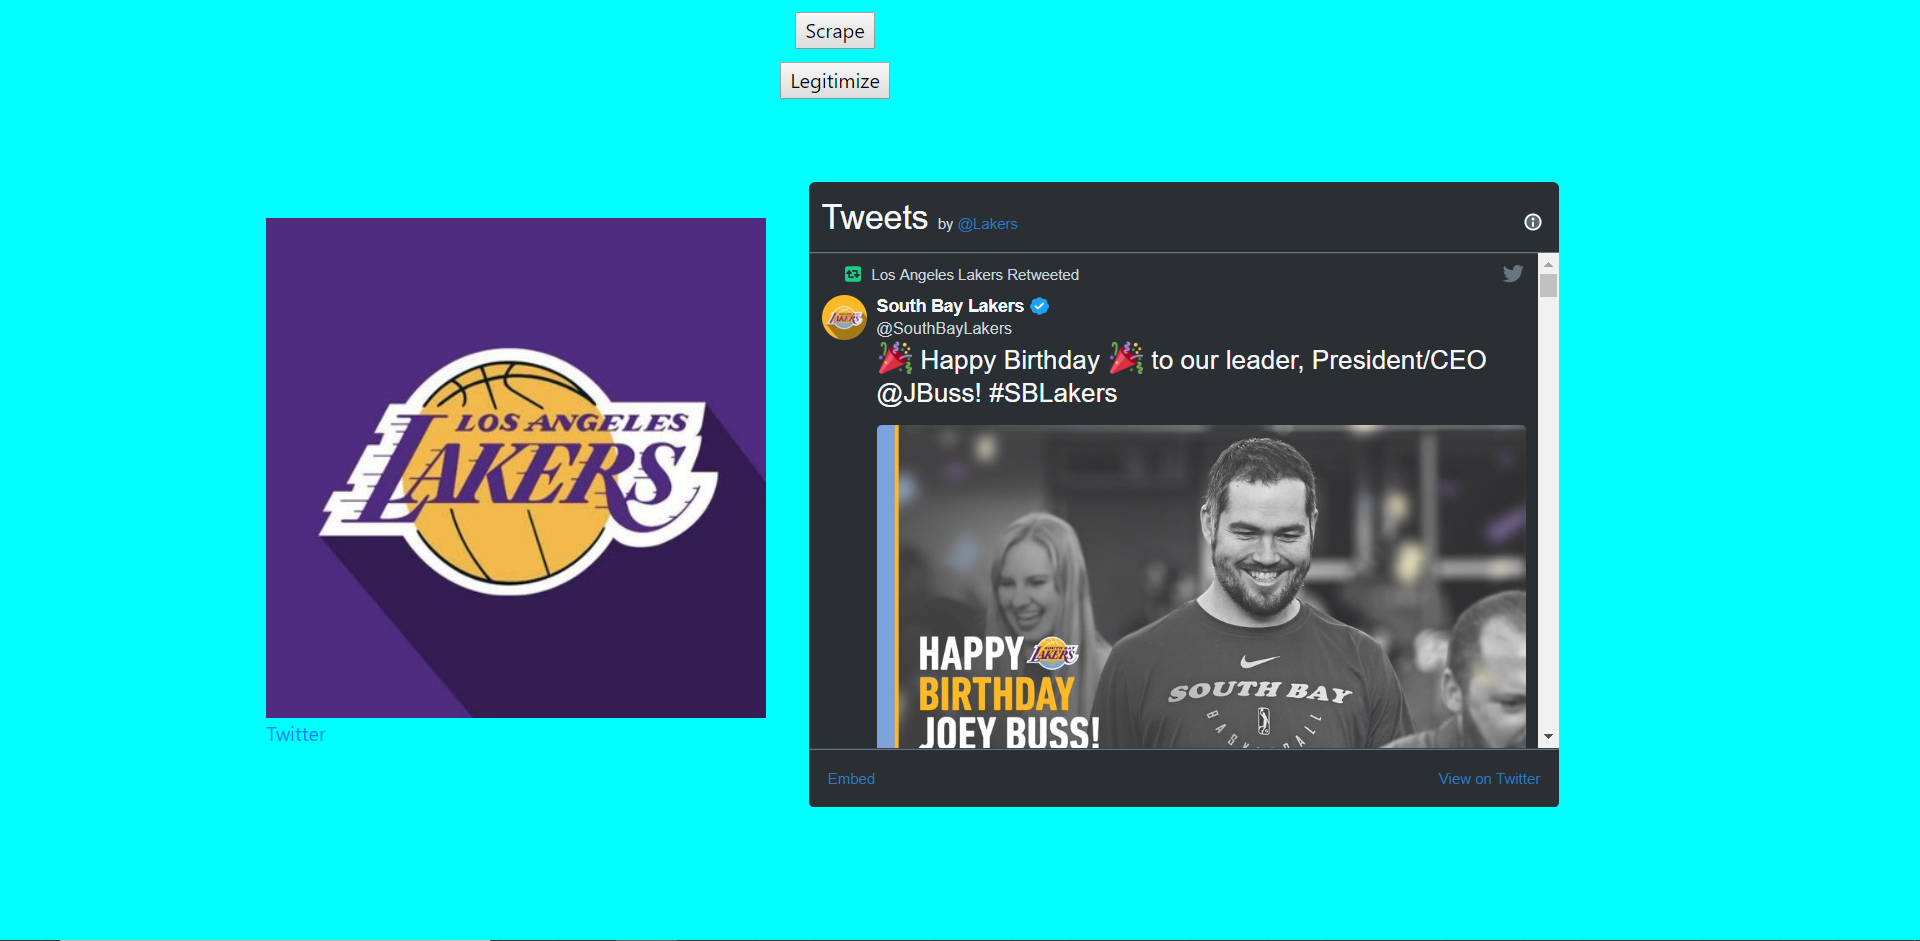 Scrape
Legitimize
LOS ANGELES
LAKERS
Twitter
Tweets by @Lakers
Los Angeles Lakers Retweeted
South Bay Lakers
@SouthBayLakers
🎉 Happy Birthday 🎉 to our leader, President/CEO
@JBuss! #SBLakers
SOUTH BAY
BASKETBALL
HAPPY
SOUTH BAY
LAKERS
BIRTHDAY
JOEY BUSS!
Embed
View on Twitter